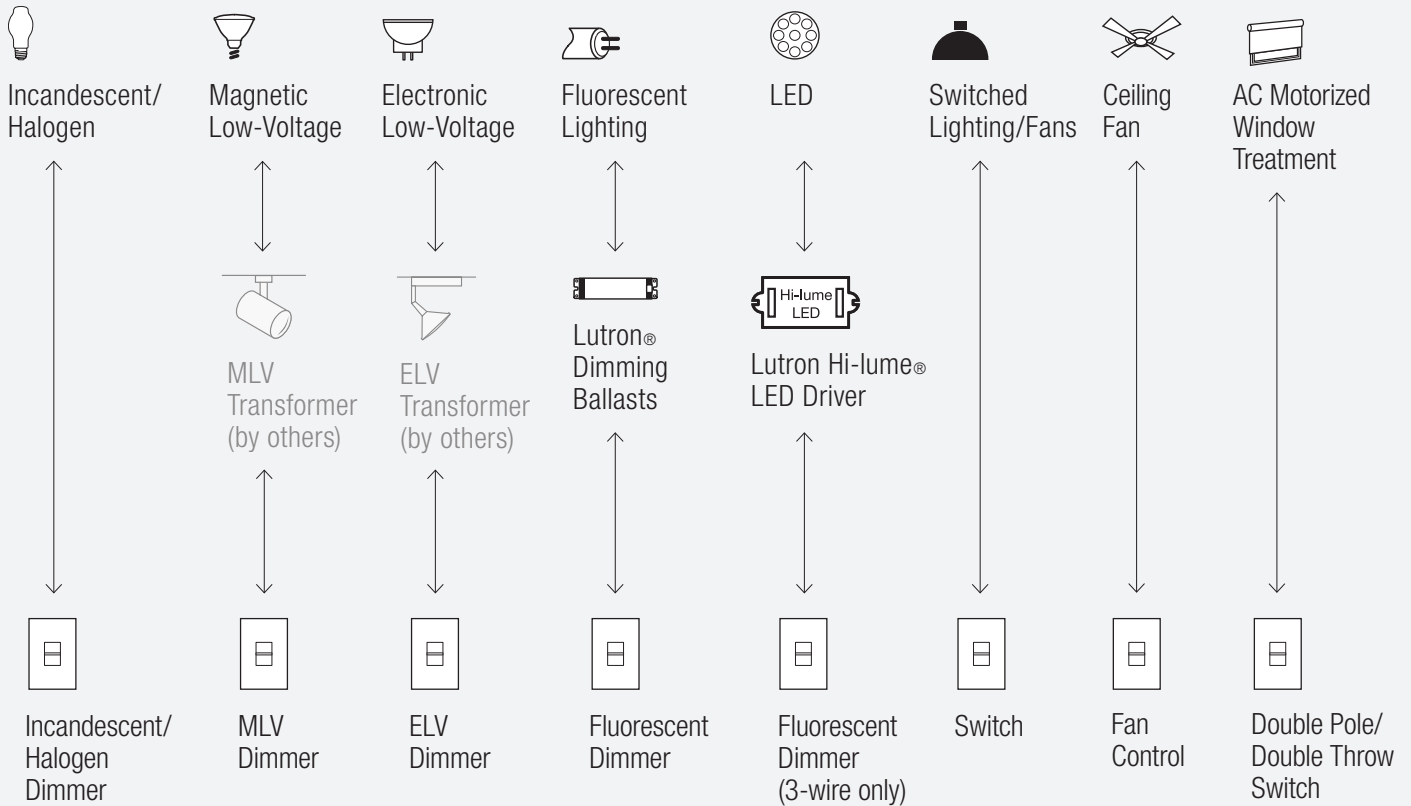 Incandescent/
Halogen
Magnetic
Low-Voltage
Electronic
Low-Voltage
Fluorescent
Lighting
LED
Switched
Lighting/Fans
Ceiling
Fan
AC Motorized
Window
Treatment
MLV
Transformer
(by others)
ELV
Transformer
(by others)
Lutron®
Dimming
Ballasts
Hi-lume
LED
Lutron Hi-lume®
LED Driver
Incandescent/
Halogen
Dimmer
MLV
Dimmer
ELV
Dimmer
Fluorescent
Dimmer
Fluorescent
Dimmer
(3-wire only)
Switch
Fan
Control
Double Pole/
Double Throw
Switch